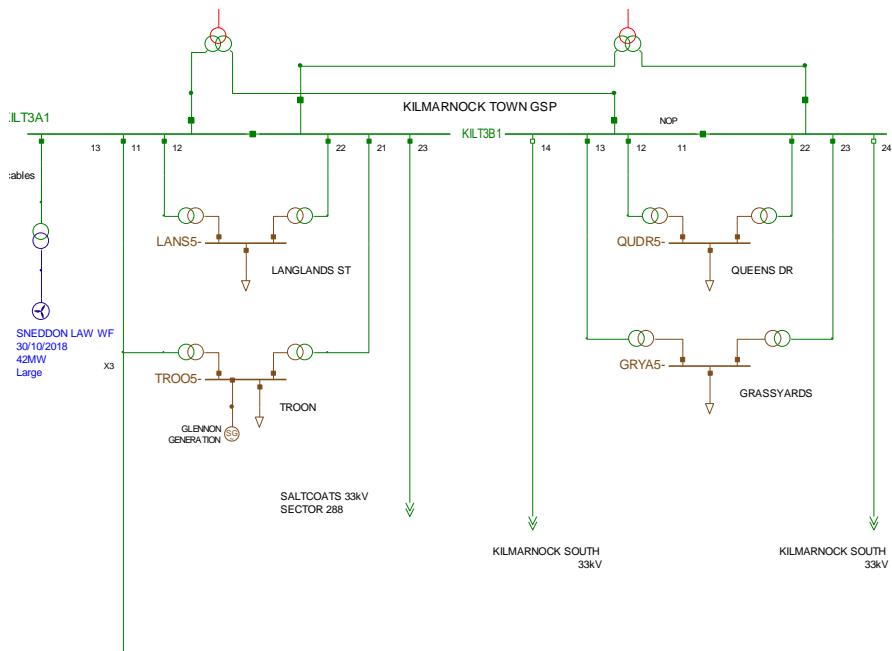 KILMARNOCK TOWN GSP
KILT3A1
KILT3B1
NOP
13
11
12
22
21
23
14
13
12
11
22
23
24
cables
LANS5-
LANGLANDS ST
QUDR5-
QUEENS DR
SNEDDON LAW WF
30/10/2018
42MW
Large
X3
TROO5-
TROON
GRYA5-
GRASSYARDS
GLENNON
GENERATION
SG
SALTCOATS 33kV
SECTOR 288
KILMARNOCK SOUTH
33kV
KILMARNOCK SOUTH
33kV